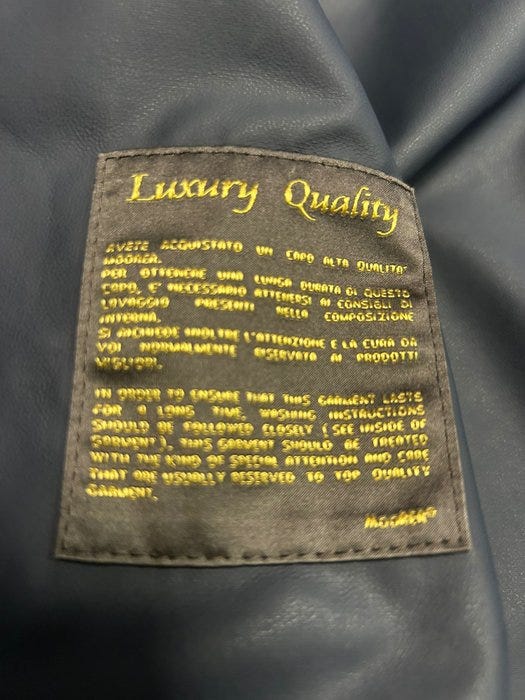 Luxury Quality
AVETE ACQUISTATO UN CAPO ALTA QUALITA'
MOORER.
PER OTTENERE UNA LUNGA DURATA DI QUESTO
CAPO, E' NECESSARIO ATTENERSI AI CONSIGLI DI
LAVAGGIO PRESENTI NELLA COMPOSIZIONE
INTERNA.
SI RICHIEDE INOLTRE L'ATTENZIONE E LA CURA DA
VOI NORMALMENTE RISERVATA AI PRODOTTI
MIGLIORI.
IN ORDER TO ENSURE THAT THIS GARMENT LASTS
FOR A LONG TIME, WASHING INSTRUCTIONS
SHOULD BE FOLLOWED CLOSELY ( SEE INSIDE OF
GARMENT ). THIS GARMENT SHOULD BE TREATED
WITH THE KIND OF SPECIAL ATTENTION AND CARE
THAT ARE USUALLY RESERVED TO TOP QUALITY
GARMENT.
MOORER®